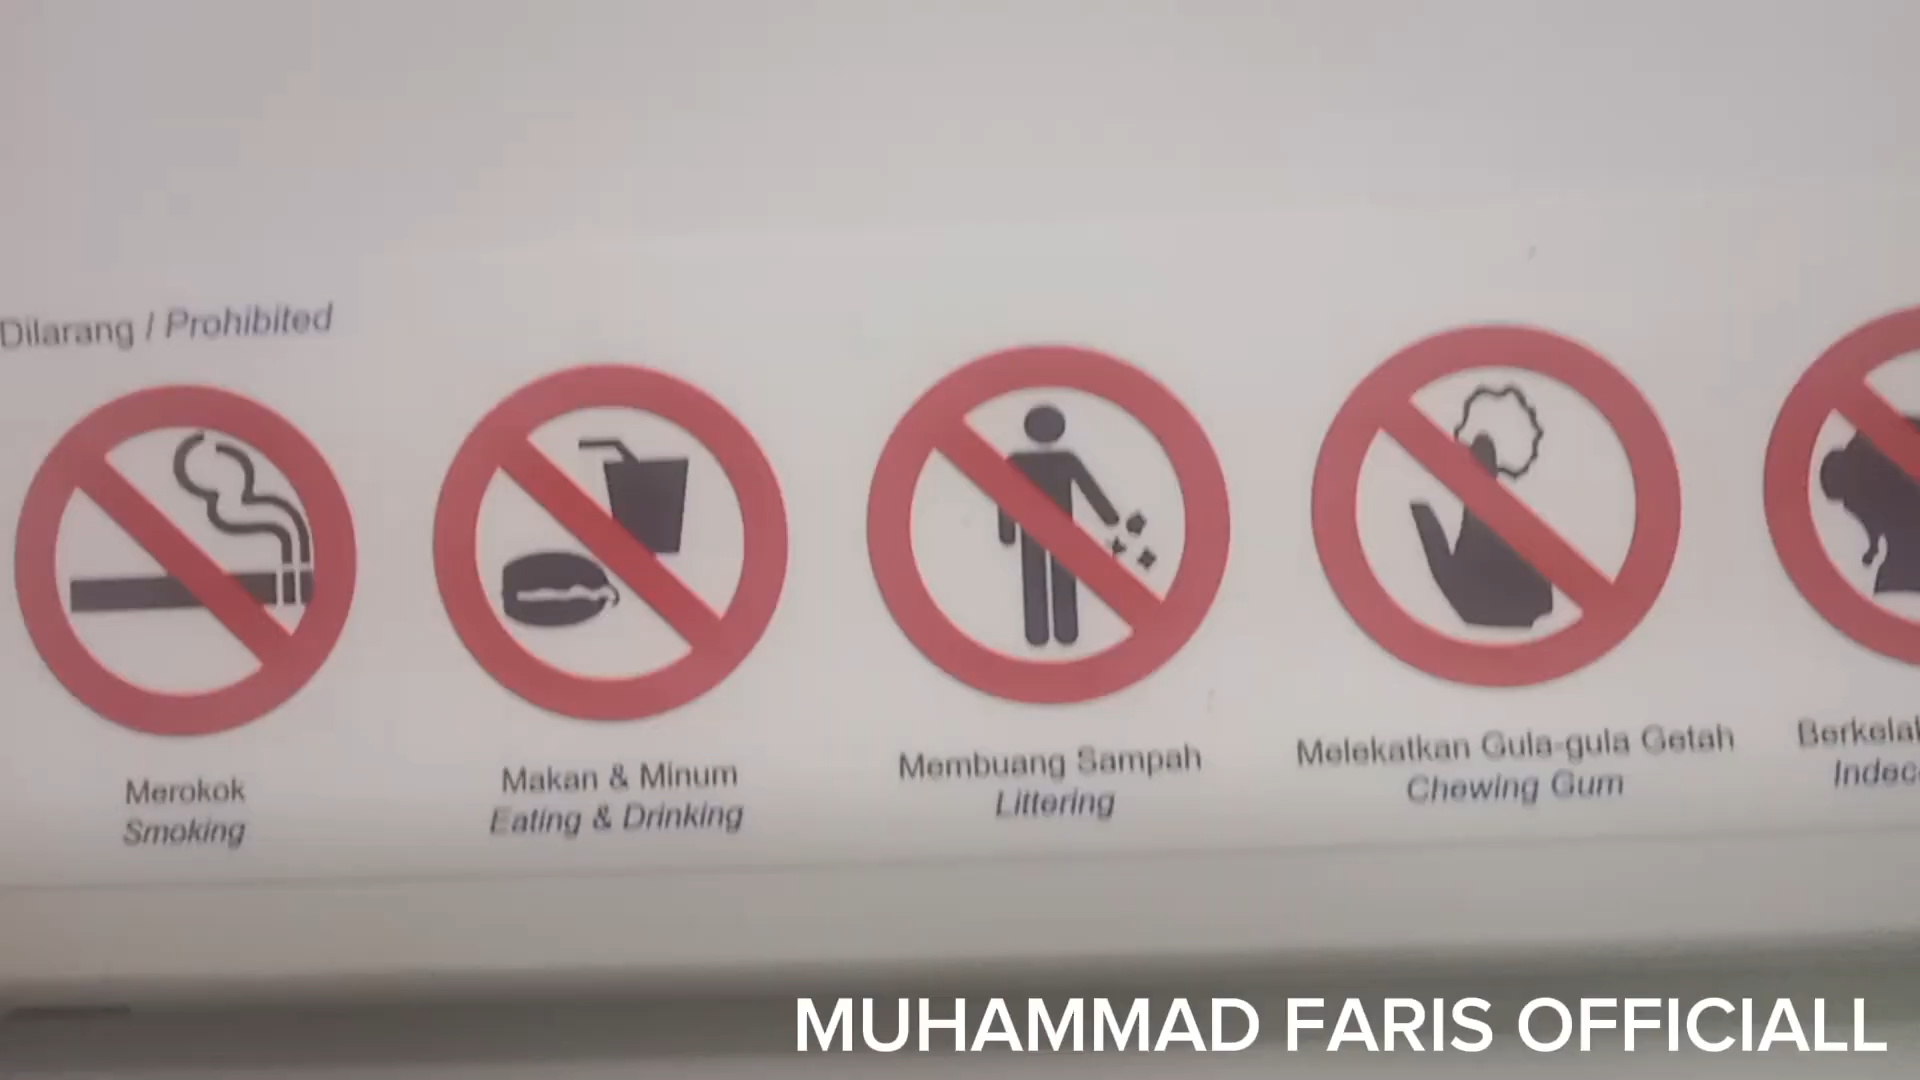 Dilarang / Prohibited
Merokok
Smoking
Makan & Minum
Eating & Drinking
Membuang Sampah
Littering
Melekatkan Gula-gula Getah
Chewing Gum
MUHAMMAD FARIS OFFICIALL